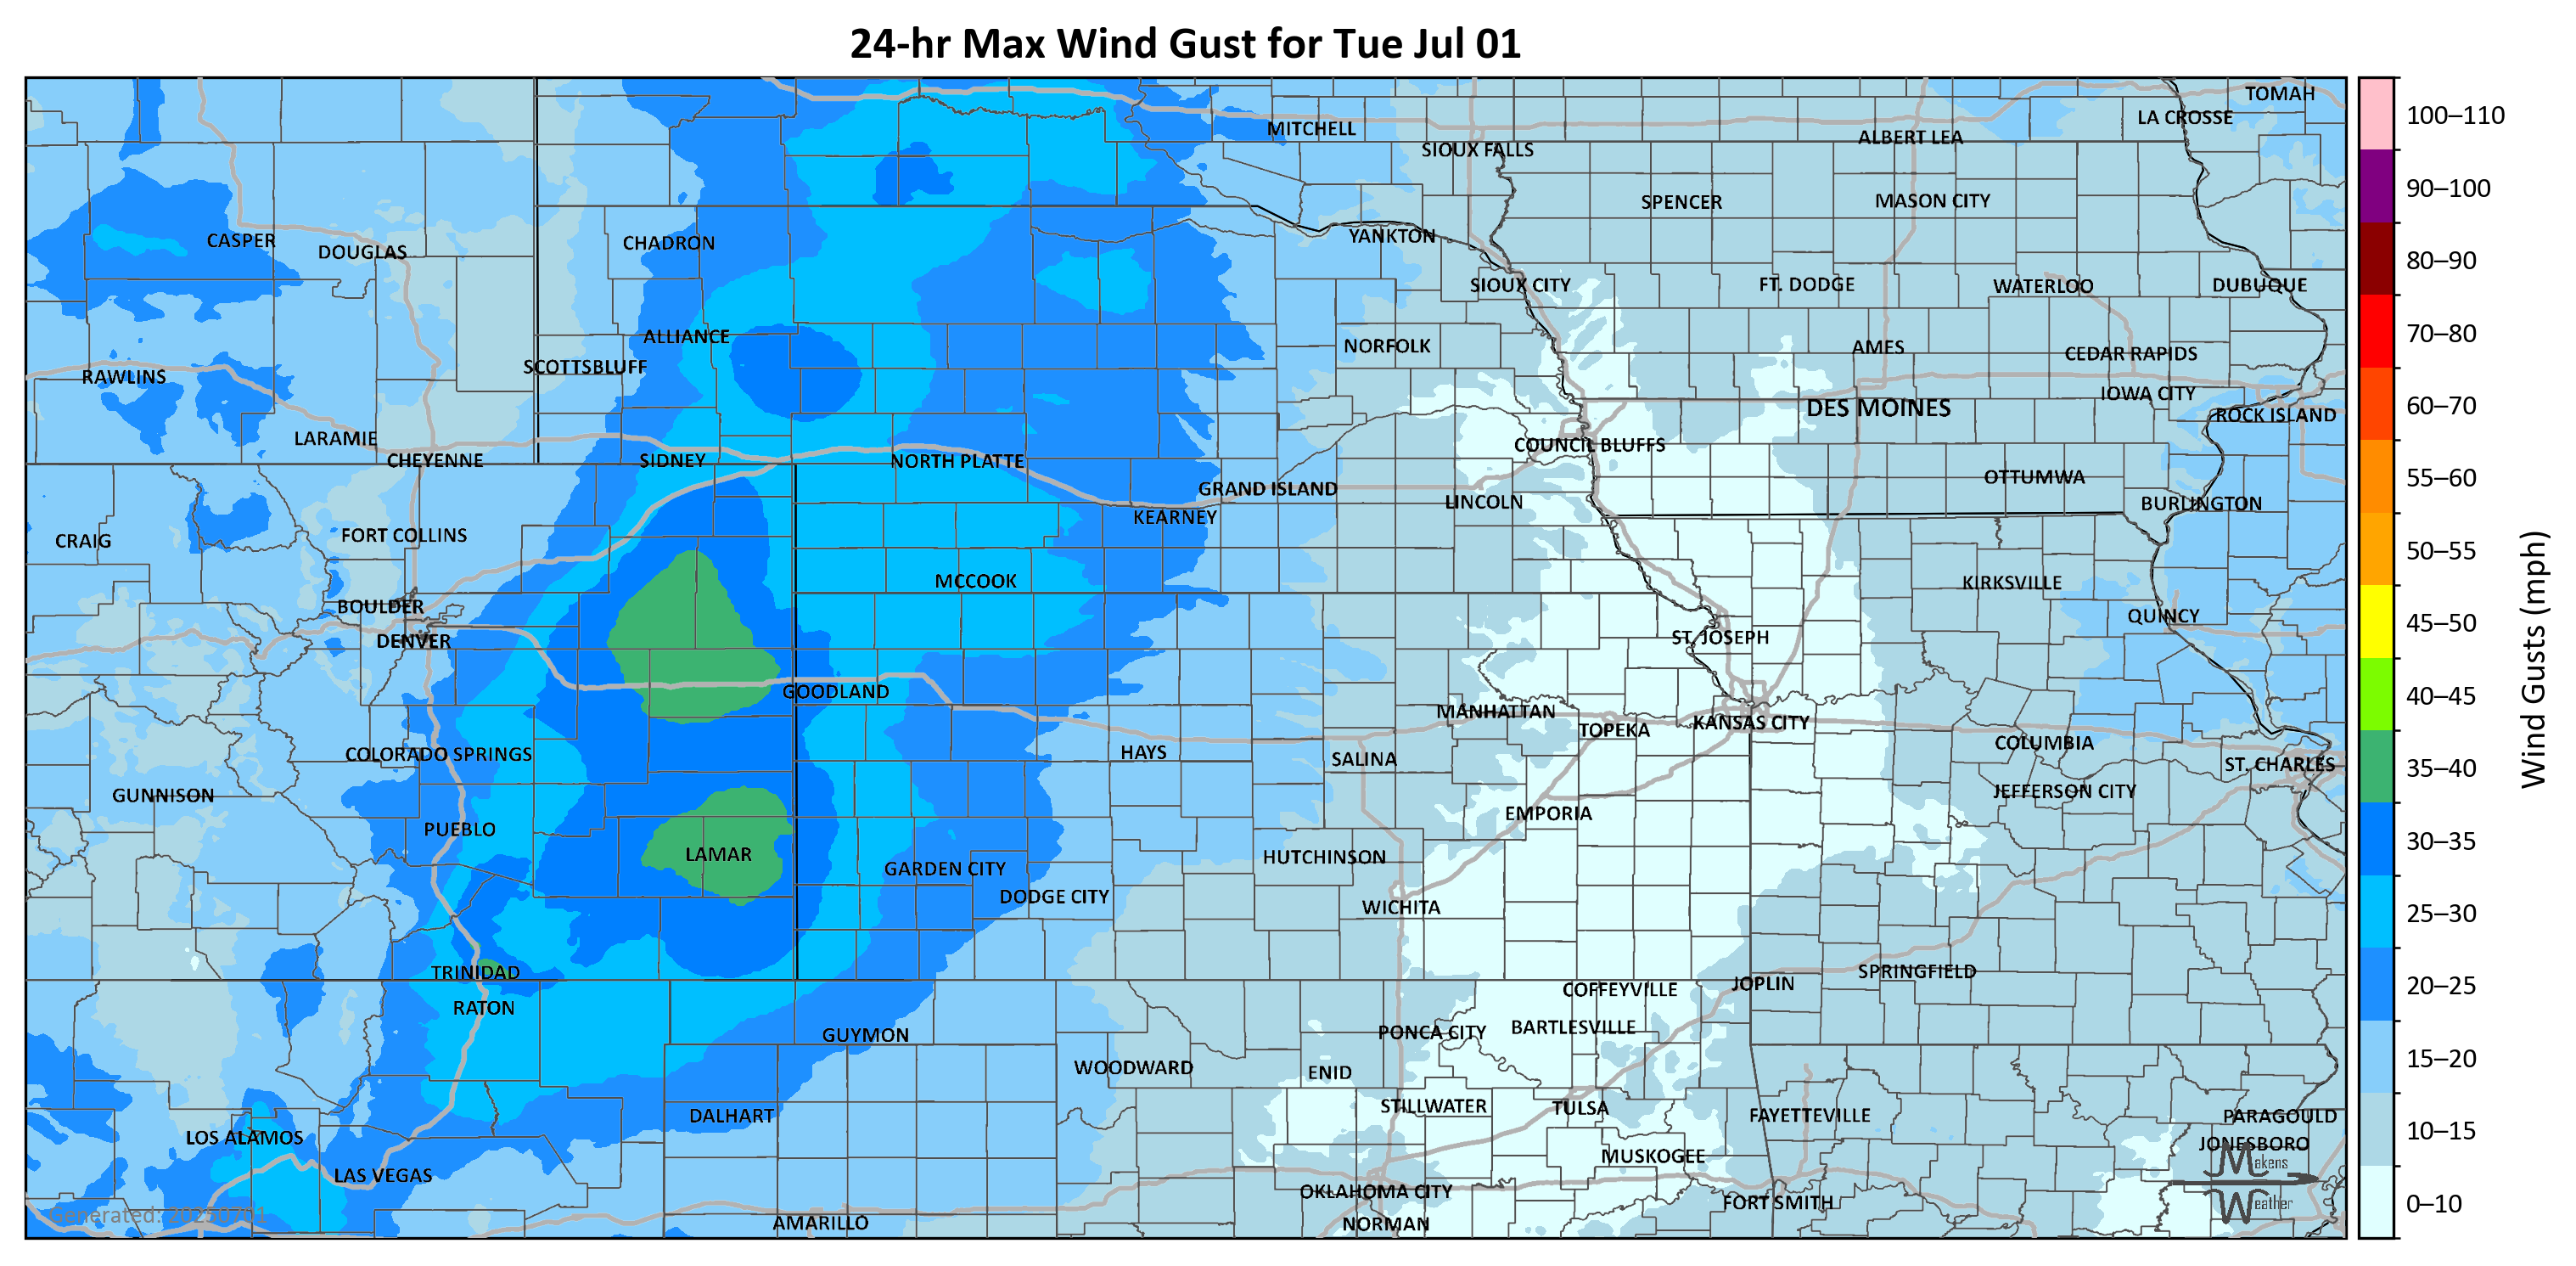 24-hr Max Wind Gust for Tue Jul 01
TOMAH
LA CROSSE
MITCHELL
ALBERT LEA
SIOUX FALLS
SPENCER
MASON CITY
CASPER
DOUGLAS
CHADRON
YANKTON
SIOUX CITY
FT. DODGE
WATERLOO
DUBUQUE
ALLIANCE
NORFOLK
AMES
CEDAR RAPIDS
SCOTTSBLUFF
RAWLINS
IOWA CITY
DES MOINES
ROCK ISLAND
LARAMIE
COUNCIL BLUFFS
CHEYENNE
SIDNEY
NORTH PLATTE
OTTUMWA
GRAND ISLAND
LINCOLN
BURLINGTON
KEARNEY
FORT COLLINS
CRAIG
MCCOOK
KIRKSVILLE
BOULDER
QUINCY
DENVER
ST. JOSEPH
GOODLAND
MANHATTAN
TOPEKA
KANSAS CITY
COLORADO SPRINGS
HAYS
SALINA
COLUMBIA
ST. CHARLES
GUNNISON
JEFFERSON CITY
EMPORIA
PUEBLO
LAMAR
HUTCHINSON
GARDEN CITY
DODGE CITY
WICHITA
TRINIDAD
SPRINGFIELD
JOPLIN
COFFEYVILLE
RATON
GUYMON
PONCA CITY
BARTLESVILLE
WOODWARD
ENID
STILLWATER
TULSA
DALHART
FAYETTEVILLE
PARAGOULD
LOS ALAMOS
JONESBORO
MUSKOGEE
LAS VEGAS
OKLAHOMA CITY
FORT SMITH
AMARILLO
NORMAN
Generated: 20250701
Makens
Weather
100–110
90–100
80–90
70–80
60–70
55–60
50–55
45–50
40–45
35–40
30–35
25–30
20–25
15–20
10–15
0–10
Wind Gusts (mph)